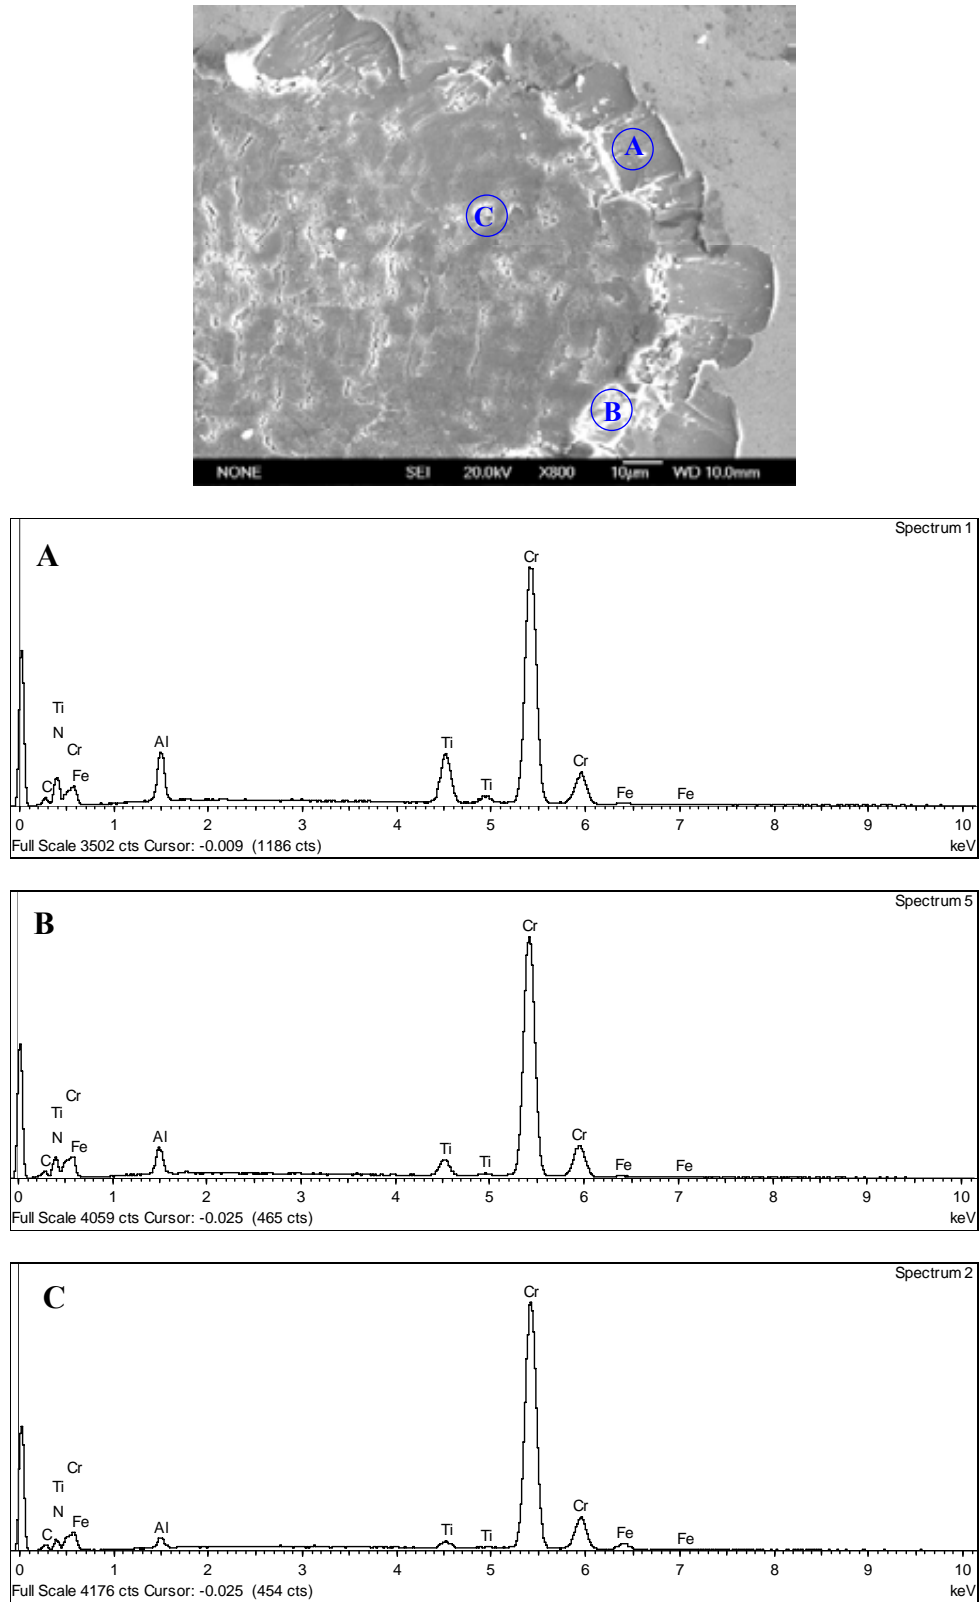 A
C
B
NONE SEI 20.0kV X800 10µm WD 10.0mm
Spectrum 1
A
Cr
Ti
N
Cr
C
Fe
Al
Ti
Ti
Cr
Fe
Fe
0 1 2 3 4 5 6 7 8 9 10
Full Scale 3502 cts Cursor: -0.009 (1186 cts) keV
Spectrum 5
B
Cr
Cr
Ti
N
C
Fe
Al
Ti
Ti
Cr
Fe
Fe
0 1 2 3 4 5 6 7 8 9 10
Full Scale 4059 cts Cursor: -0.025 (465 cts) keV
Spectrum 2
C
Cr
Cr
Ti
N
C
Fe
Al
Ti
Ti
Cr
Fe
Fe
0 1 2 3 4 5 6 7 8 9 10
Full Scale 4176 cts Cursor: -0.025 (454 cts) keV